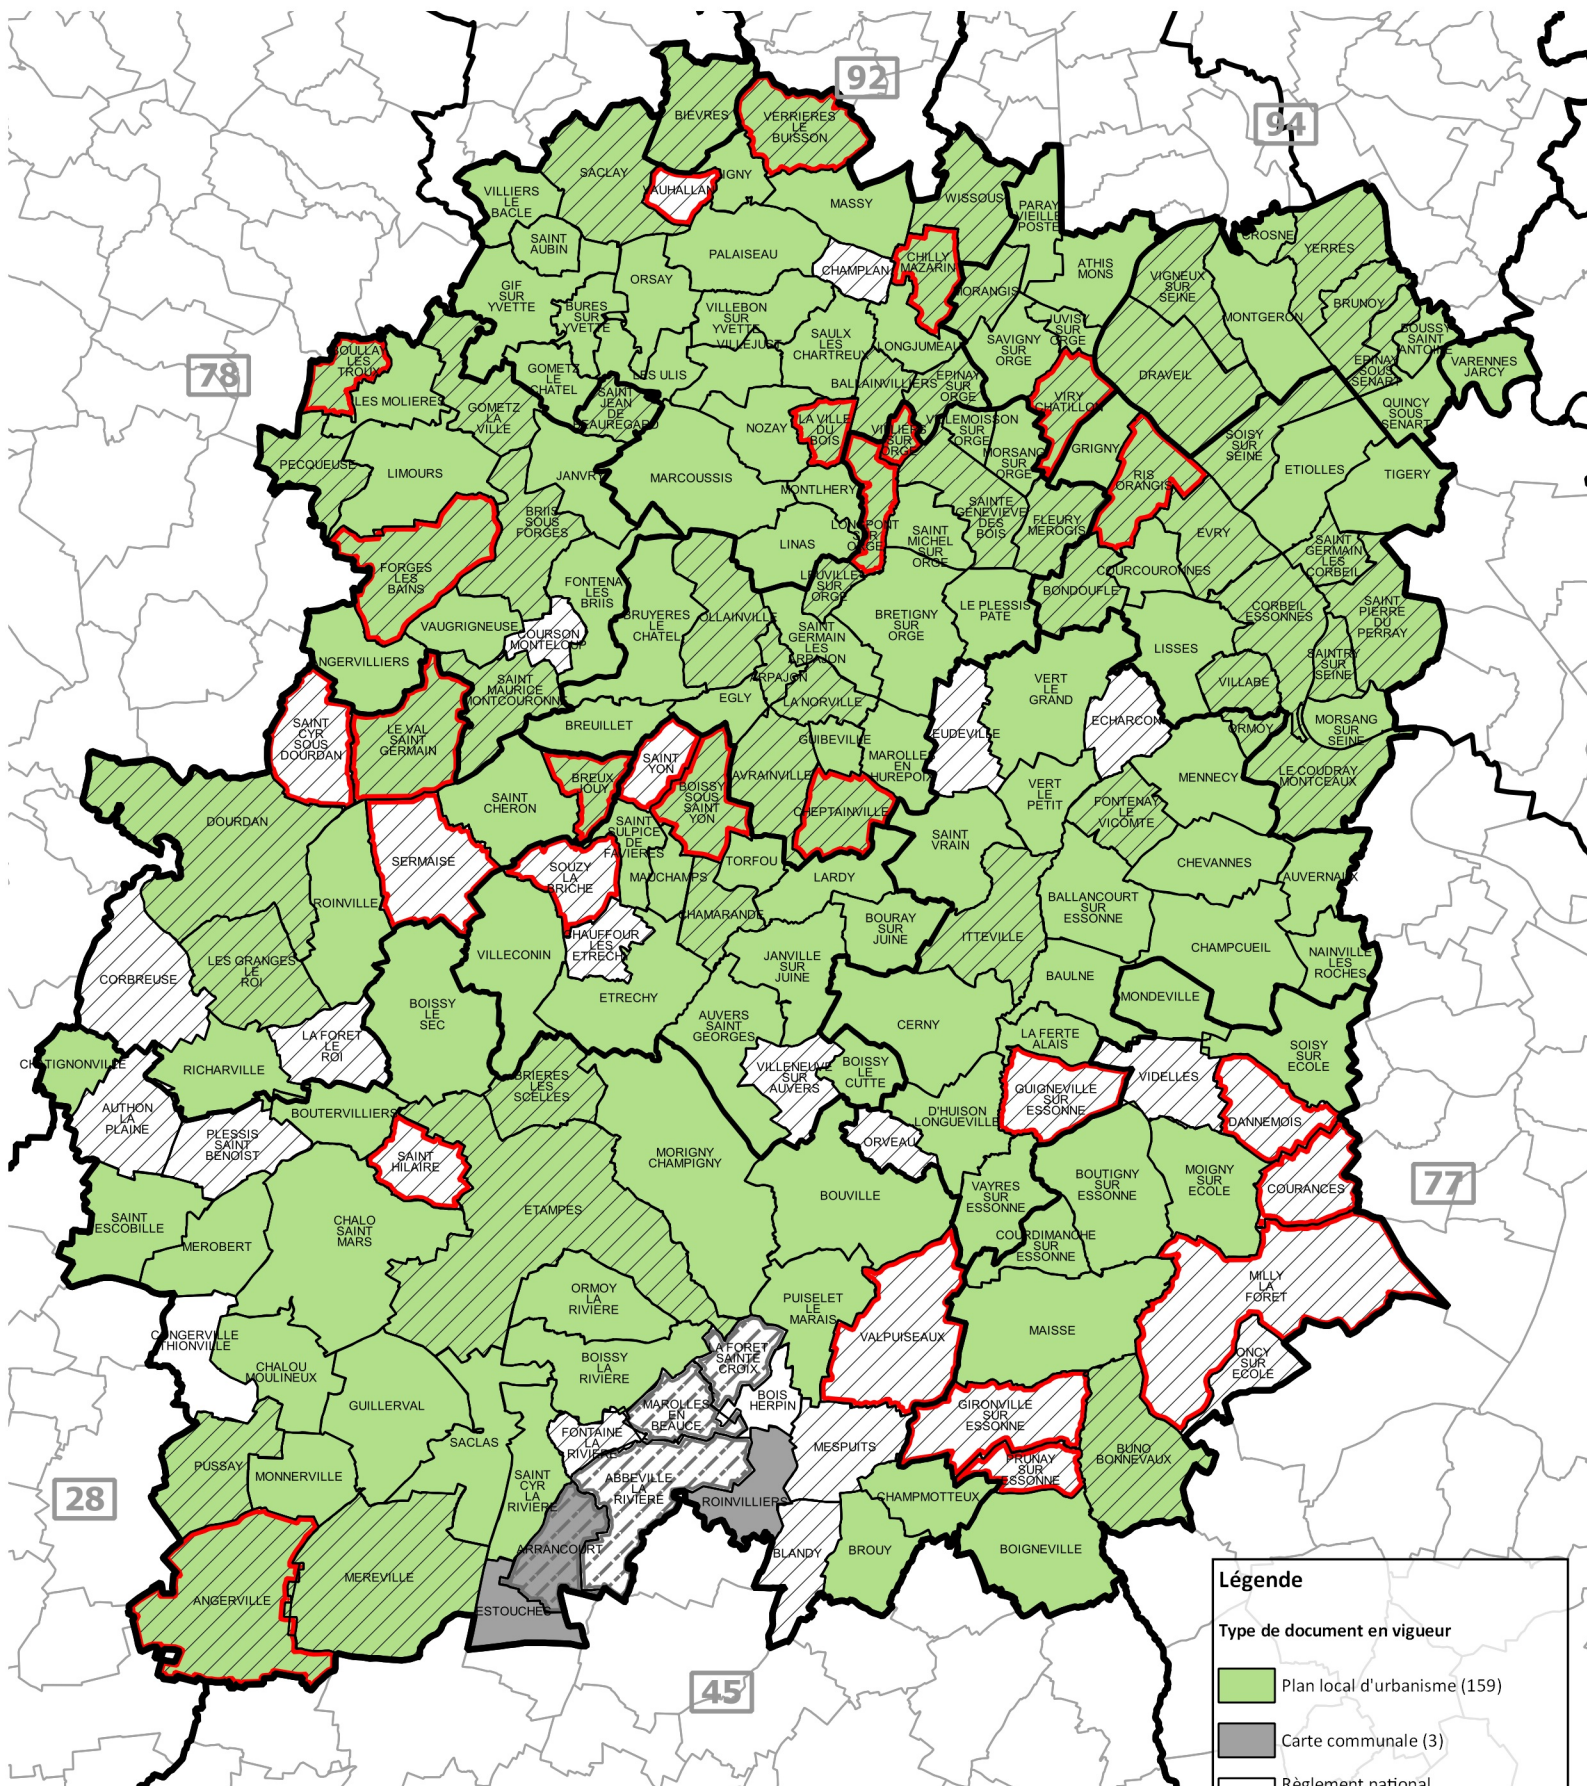 92
BIEVRES
VERRIERES
LE
BUISSON
94
SACLAY
IGNY
VAUHALLAN
VILLIERS
LE
BACLE
MASSY
WISSOUS
PARAY
VIEILLE
POSTE
SAINT
AUBIN
PALAISEAU
CHAMPLAN
CHILLY
MAZARIN
ATHIS
MONS
CROSNE
YERRES
ORSAY
MORANGIS
VIGNEUX
SUR
SEINE
GIF
SUR
YVETTE
BURES
SUR
YVETTE
VILLEBON
SUR
YVETTE
VILLEJUST
SAULX
LES
CHARTREUX
LONGJUMEAU
SAVIGNY
SUR
ORGE
JUVISY
SUR
ORGE
MONTGERON
BRUNOY
BOUSSY
SAINT
ANTOINE
EPINAY
SOUS
SENART
VARENNES
JARCY
78
BOULLAY
LES
TROUX
LES MOLIERES
GOMETZ
LE
CHATEL
LES ULIS
SAINT
JEAN
DE
BEAUREGARD
BALLAINVILLIERS
EPINAY
SUR
ORGE
DRAVEIL
QUINCY
SOUS
SENART
GOMETZ
LA
VILLE
NOZAY
LA VILLE
DU
BOIS
VILLIERS
SUR
ORGE
VILLEMOISSON
SUR
ORGE
VIRY
CHATILLON
MORSANG
SUR
ORGE
GRIGNY
SOISY
SUR
SEINE
PECQUEUSE
LIMOURS
JANVRY
MARCOUSSIS
MONTLHERY
RIS
ORANGIS
ETIOLLES
TIGERY
BRIIS
SOUS
FORGES
LINAS
LONGPONT
SUR
ORGE
SAINT
MICHEL
SUR
ORGE
SAINTE
GENEVIEVE
DES
BOIS
FLEURY
MEROGIS
EVRY
SAINT
GERMAIN
LES
CORBEIL
FORGES
LES
BAINS
FONTENA
LES
BRIIS
LEUVILLE
SUR
ORGE
COURCOURONNES
BONDOUFLE
VAUGRIGNEUSE
COURSON
MONTELOUP
BRUYERES
LE
CHATEL
OLLAINVILLE
SAINT
GERMAIN
LES
ARPAJON
BRETIGNY
SUR
ORGE
LE PLESSIS
PATE
CORBEIL
ESSONNES
SAINT
PIERRE
DU
PERRAY
LISSES
SAINTRY
SUR
SEINE
ANGERVILLIERS
SAINT
MAURICE
MONTCOURONNE
ARPAJON
EGLY
LA NORVILLE
VERT
LE
GRAND
VILLABE
SAINT
CYR
SOUS
DOURDAN
LE VAL
SAINT
GERMAIN
BREUILLET
GUIBEVILLE
MAROLLES
EN
HUREPOIX
LEUDEVILLE
ECHARCON
ORMOY
MORSANG
SUR
SEINE
SAINT
YON
BREUX
JOUY
BOISSY
SOUS
SAINT
YON
AVRAINVILLE
CHEPTAINVILLE
VERT
LE
PETIT
MENNECY
LE COUDRAY
MONTCEAUX
FONTENAY
LE
VICOMTE
DOURDAN
SAINT
CHERON
SAINT
SULPICE
DE
FAVIERES
SAINT
VRAIN
SERMAISE
SOUZY
LA
BRICHE
MAUCHAMPS
TORFOU
LARDY
CHEVANNES
AUVERNAUX
ROINVILLE
CHAMARANDE
BOURAY
SUR
JUINE
BALLANCOURT
SUR
ESSONNE
ITTEVILLE
CHAUFFOUR
LES
ETRECH
CORBREUSE
LES GRANGES
LE
ROI
VILLECONIN
JANVILLE
SUR
JUINE
CHAMPCUEIL
NAINVILLE
LES
ROCHES
BAULNE
BOISSY
LE
SEC
ETRECHY
MONDEVILLE
AUVERS
SAINT
GEORGES
CERNY
LA FERTE
ALAIS
LA FORET
LE
ROI
SOISY
SUR
ECOLE
CHATIGNONVILLE
RICHARVILLE
BRIERES
LES
SCELLES
VILLENEUVE
SUR
AUVERS
BOISSY
LE
CUTTE
GUIGNEVILLE
SUR
ESSONNE
VIDELLES
AUTHON
LA
PLAINE
BOUTERVILLIERS
D'HUISON
LONGUEVILLE
DANNEMOIS
PLESSIS
SAINT
BENOIST
SAINT
HILAIRE
MORIGNY
CHAMPIGNY
ORVEAU
BOUTIGNY
SUR
ESSONNE
MOIGNY
SUR
ECOLE
77
COURANCES
BOUVILLE
VAYRES
SUR
ESSONNE
SAINT
ESCOBILLE
MEROBERT
CHALO
SAINT
MARS
ETAMPES
COURDIMANCHE
SUR
ESSONNE
MILLY
LA
FORET
ORMOY
LA
RIVIERE
PUISELET
LE
MARAIS
MAISSE
CONGERVILLE
THIONVILLE
CHALOU
MOULINEUX
BOISSY
LA
RIVIERE
LA FORET
SAINTE
CROIX
VALPUISEAUX
ONCY
SUR
ECOLE
GUILLERVAL
BOIS
HERPIN
MAROLLES
EN
BEAUCE
GIRONVILLE
SUR
ESSONNE
SACLAS
FONTAINE
LA
RIVIERE
MESPUITS
BUNO
BONNEVAUX
PUSSAY
MONNERVILLE
SAINT
CYR
LA
RIVIERE
ABBEVILLE
LA
RIVIERE
PRUNAY
SUR
ESSONNE
28
ROINVILLIERS
CHAMPMOTTEUX
ARRANCOURT
BLANDY
BROUY
BOIGNEVILLE
MEREVILLE
ANGERVILLE
ESTOUCHES
45
Légende
Type de document en vigueur
Plan local d'urbanisme (159)
Carte communale (3)
Règlement national